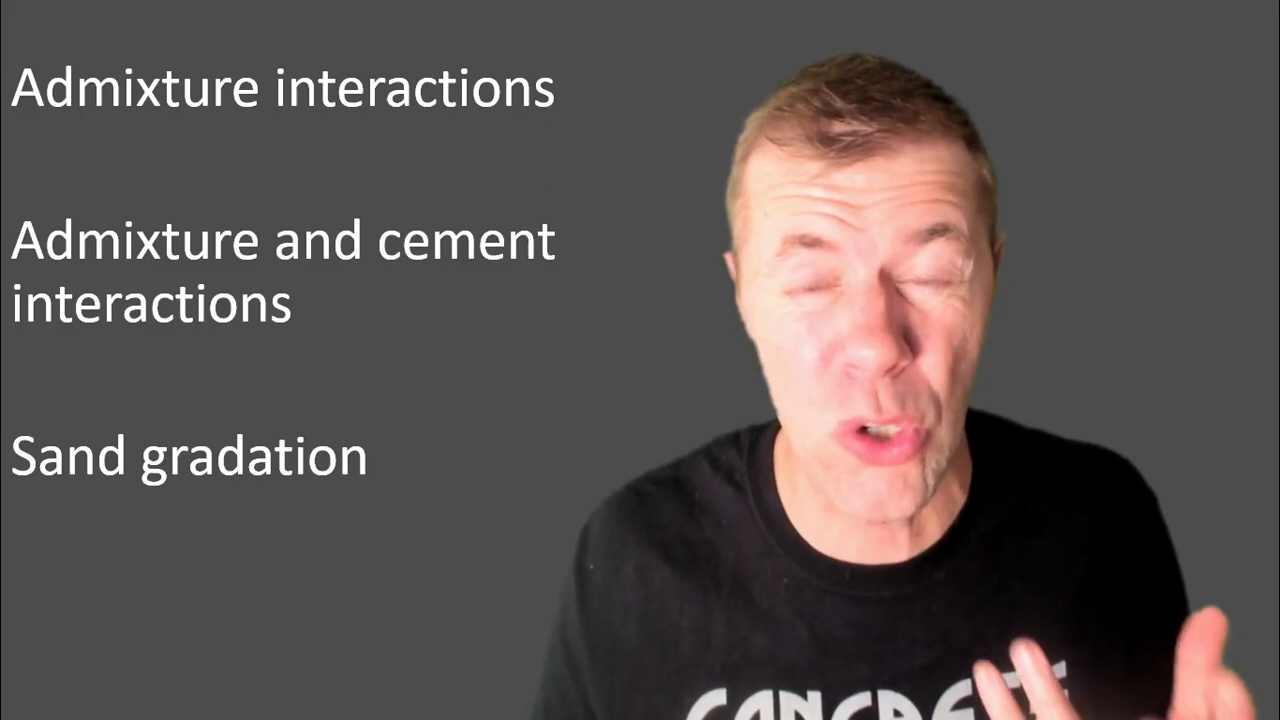 Admixture interactions
Admixture and cement
interactions
Sand gradation